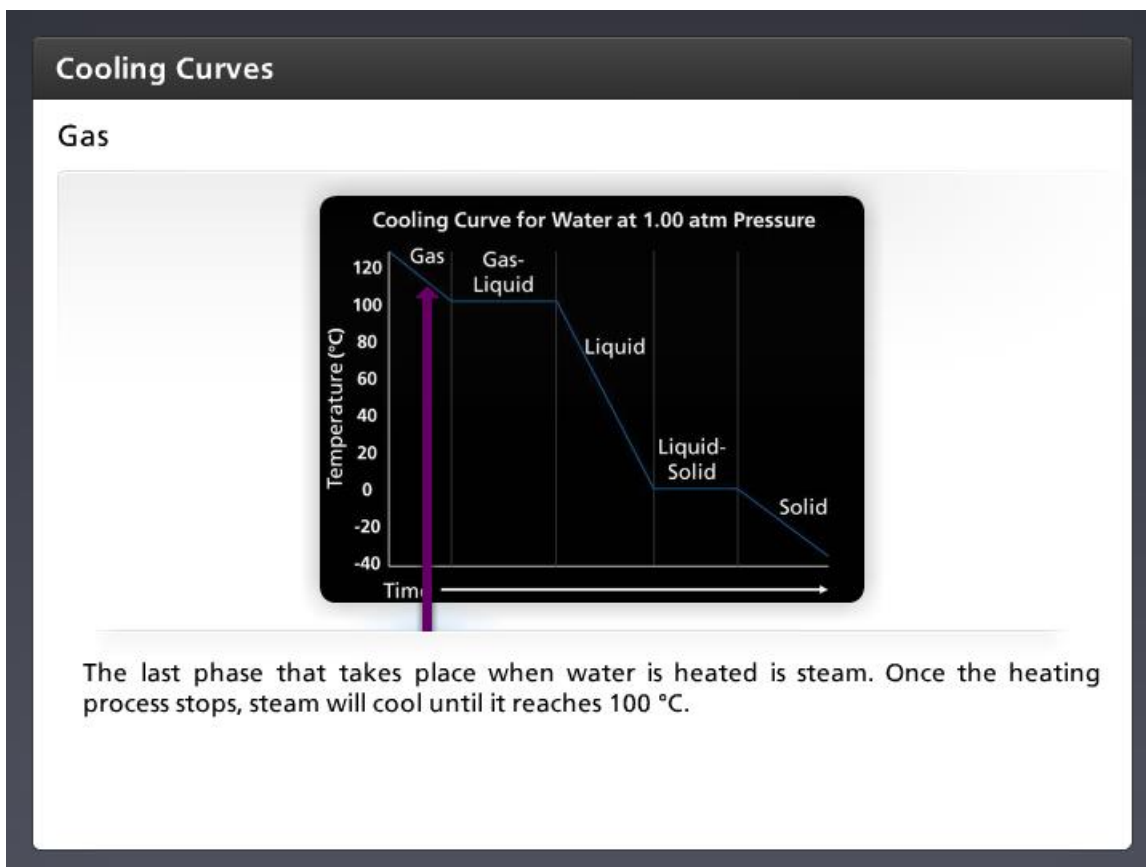 Cooling Curves
Gas
Cooling Curve for Water at 1.00 atm Pressure
Gas
Gas-
Liquid
Liquid
Liquid-
Solid
Solid
Temperature (°C)
120
100
80
60
40
20
0
-20
-40
Time
The last phase that takes place when water is heated is steam. Once the heating
process stops, steam will cool until it reaches 100 °C.